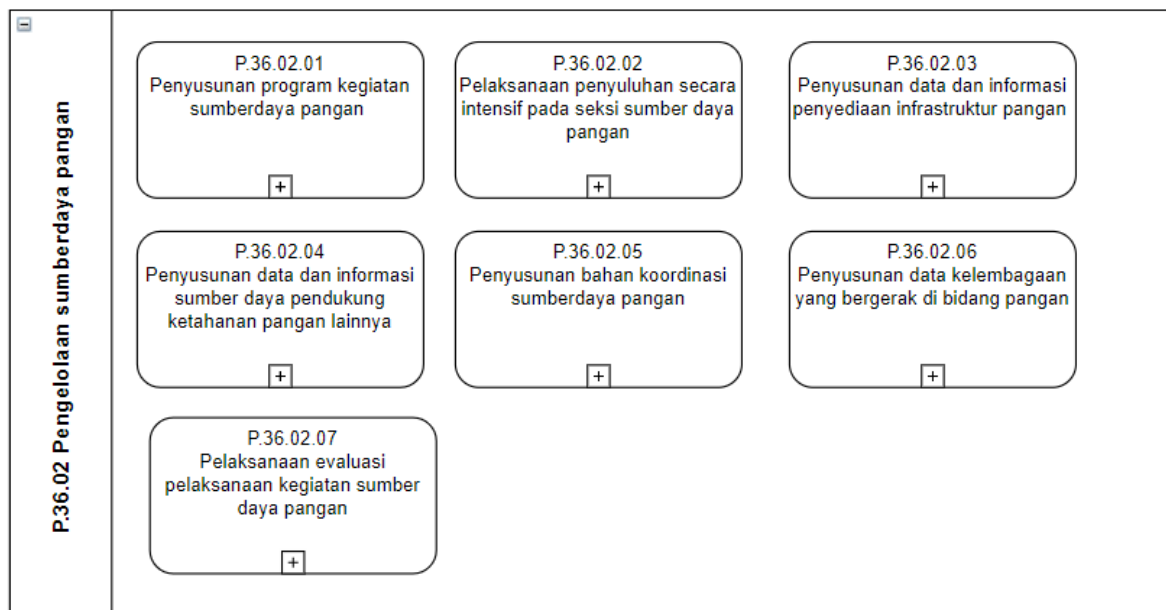 P.36.02 Pengelolaan sumberdaya pangan
P.36.02.01
Penyusunan program kegiatan
sumberdaya pangan
P.36.02.02
Pelaksanaan penyuluhan secara
intensif pada seksi sumber daya
pangan
P.36.02.03
Penyusunan data dan informasi
penyediaan infrastruktur pangan
P.36.02.04
Penyusunan data dan informasi
sumber daya pendukung
ketahanan pangan lainnya
P.36.02.05
Penyusunan bahan koordinasi
sumberdaya pangan
P.36.02.06
Penyusunan data kelembagaan
yang bergerak di bidang pangan
P.36.02.07
Pelaksanaan evaluasi
pelaksanaan kegiatan sumber
daya pangan